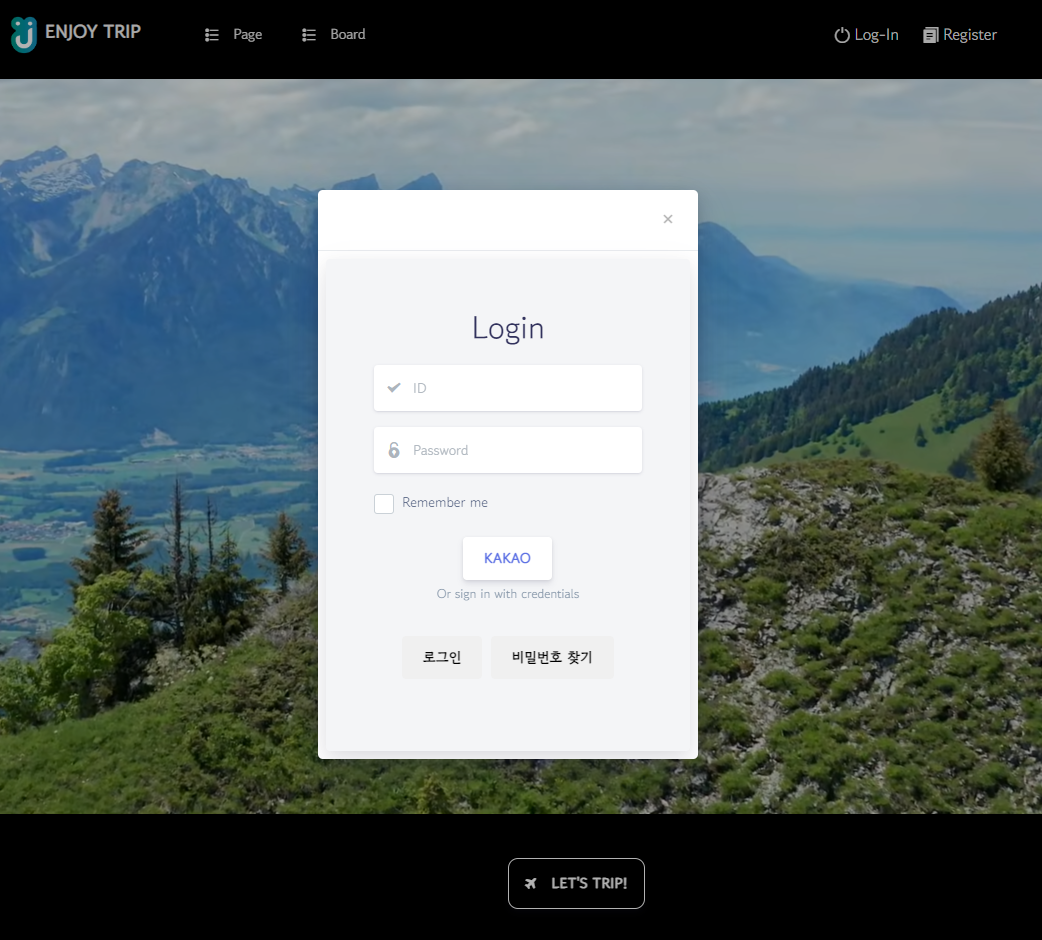 ENJOY TRIP
Page
Board
Log-In
Register
×
Login
ID
Password
Remember me
KAKAO
Or sign in with credentials
로그인
비밀번호 찾기
LET'S TRIP!